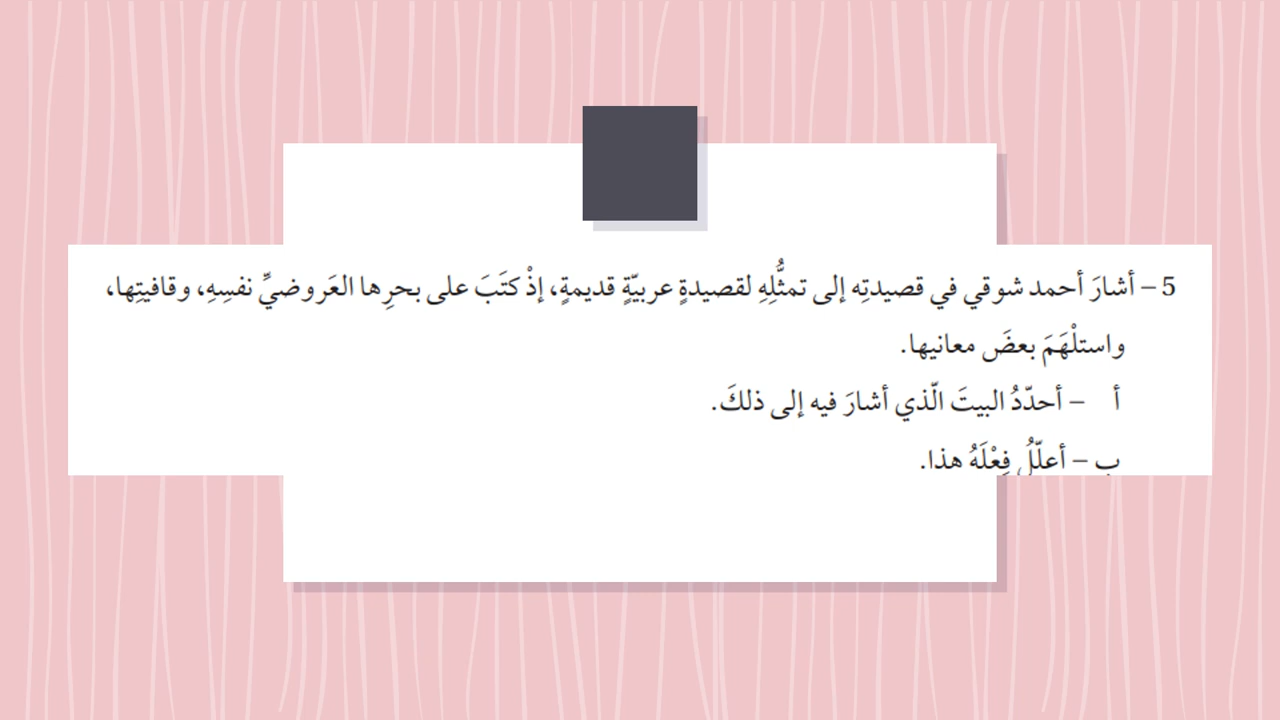 5 – أشارَ أحمد شوقي في قصيدتِه إلى تمثُّلِهِ لقصيدةٍ عربيّةٍ قديمةٍ، إذْ كتَبَ على بحرِها العَروضيِّ نفسِهِ، وقافيتِها،
واستلْهَمَ بعضَ معانيها.
أ – أحدّدُ البيتَ الّذي أشارَ فيه إلى ذلكَ.
ب – أعلّلُ فِعْلَهُ هذا.